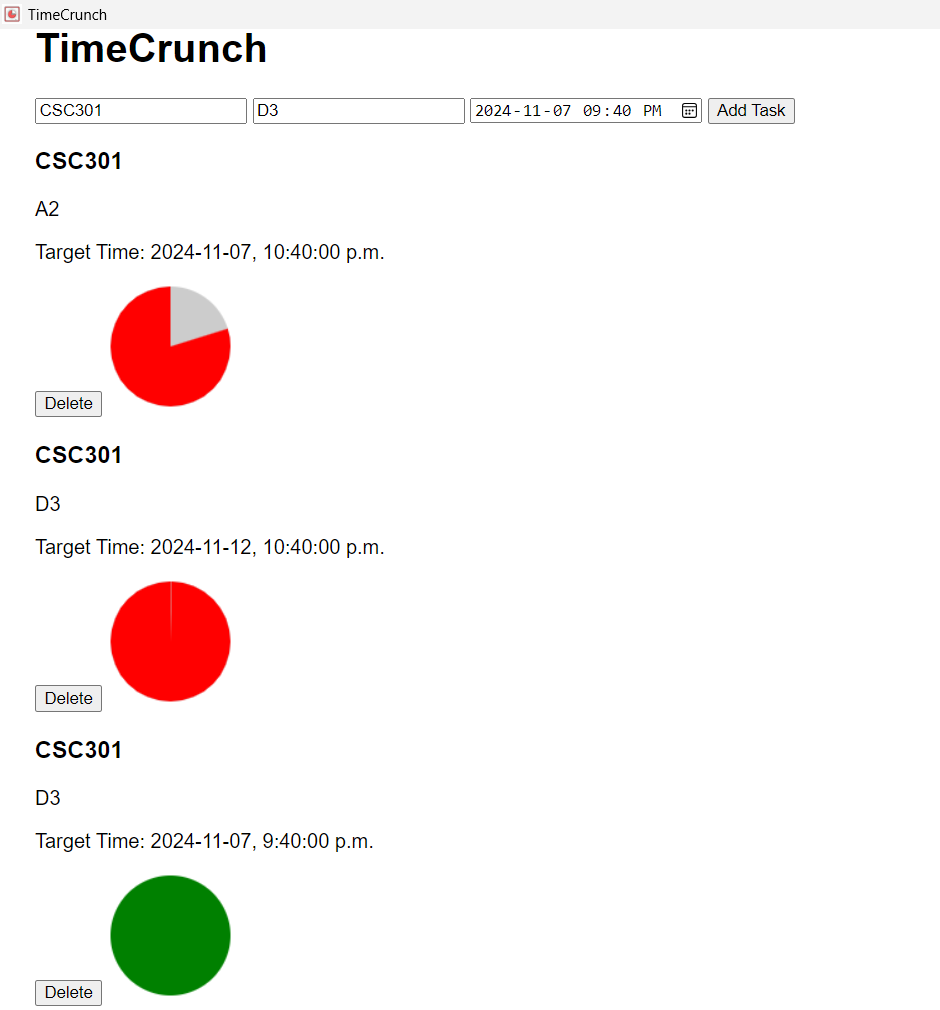 TimeCrunch
TimeCrunch
CSC301 D3 2024-11-07 09:40 PM Add Task
CSC301
A2
Target Time: 2024-11-07, 10:40:00 p.m.
Delete
CSC301
D3
Target Time: 2024-11-12, 10:40:00 p.m.
Delete
CSC301
D3
Target Time: 2024-11-07, 9:40:00 p.m.
Delete